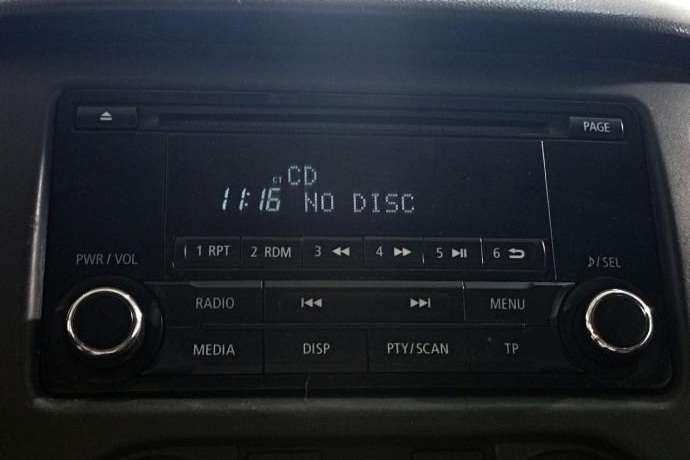 PAGE
CD
CT 11:16 NO DISC
1 RPT 2 RDM 3 4 5 6
PWR / VOL
♪/SEL
RADIO MENU
MEDIA DISP PTY/SCAN TP